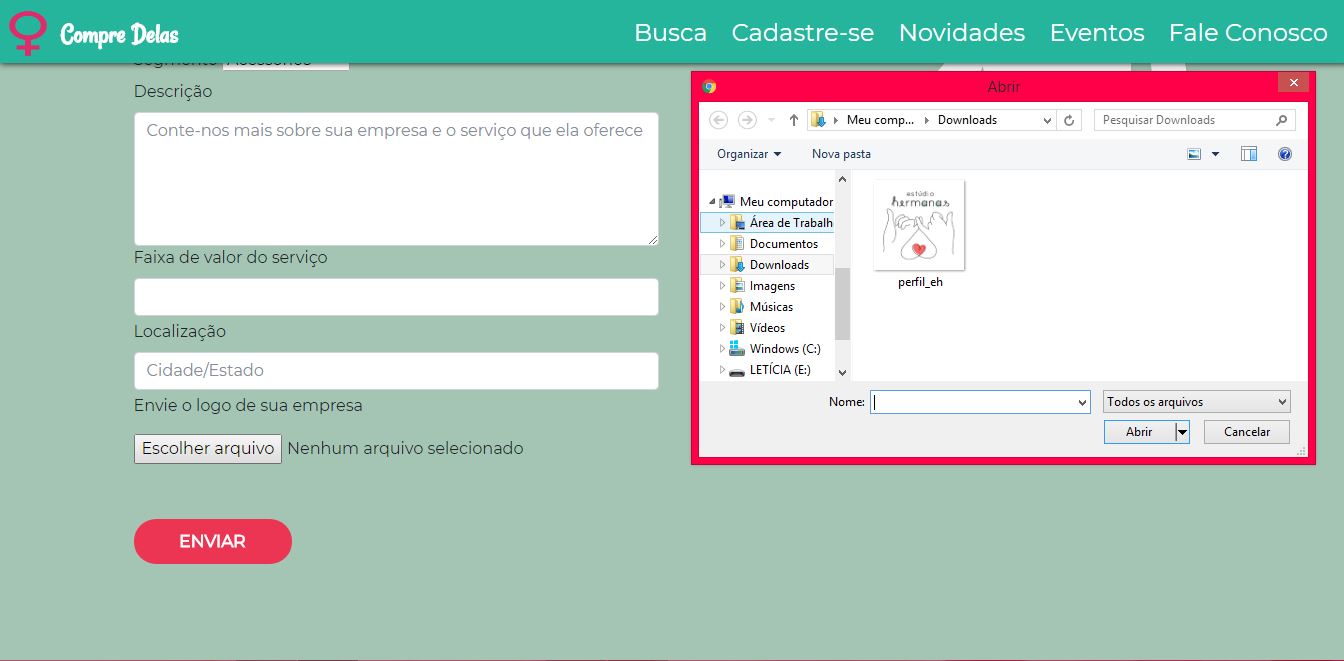 Compre Delas
Busca Cadastre-se Novidades Eventos Fale Conosco
Segmento Acessórios
Descrição
Conte-nos mais sobre sua empresa e o serviço que ela oferece
Faixa de valor do serviço
Localização
Cidade/Estado
Envie o logo de sua empresa
Escolher arquivo Nenhum arquivo selecionado
ENVIAR
Abrir
Meu comp... Downloads
Pesquisar Downloads
Organizar Nova pasta
Meu computador
Área de Trabalh
Documentos
Downloads
Imagens
Músicas
Vídeos
Windows (C:)
LETÍCIA (E:)
estúdio
hermanas
perfil_eh
Nome:
Todos os arquivos
Abrir Cancelar